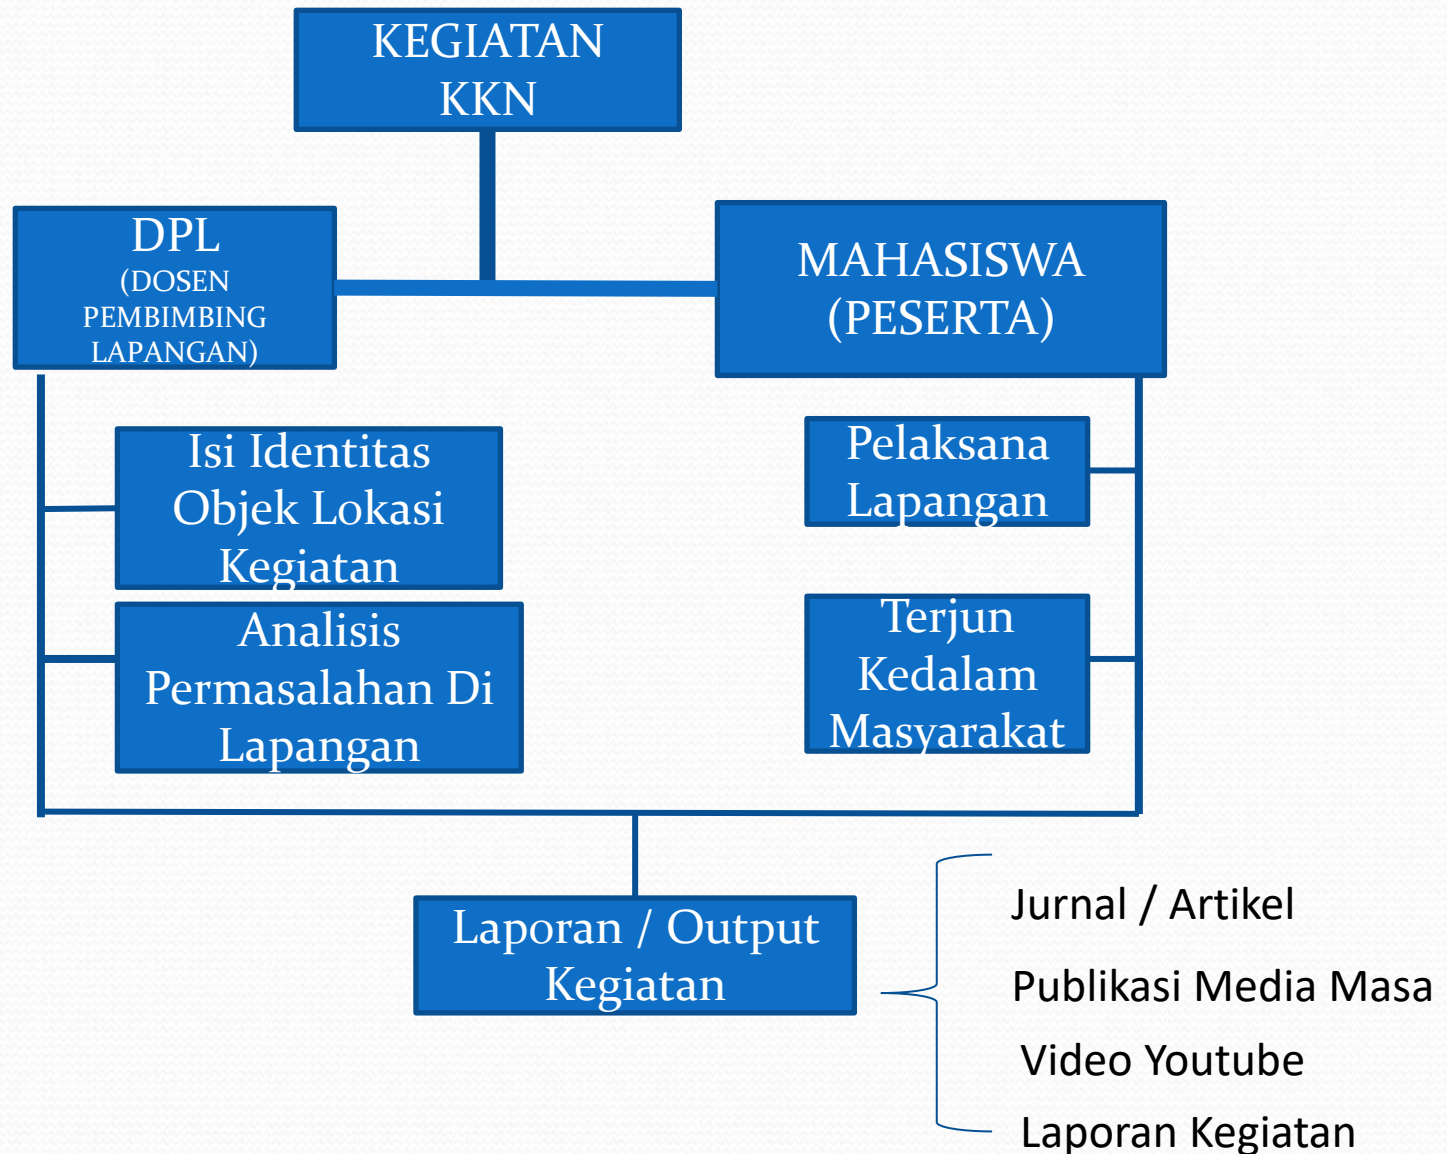 KEGIATAN
KKN
DPL
(DOSEN
PEMBIMBING
LAPANGAN)
MAHASISWA
(PESERTA)
Isi Identitas
Objek Lokasi
Kegiatan
Analisis
Permasalahan Di
Lapangan
Pelaksana
Lapangan
Terjun
Kedalam
Masyarakat
Laporan / Output
Kegiatan
Jurnal / Artikel
Publikasi Media Masa
Video Youtube
Laporan Kegiatan